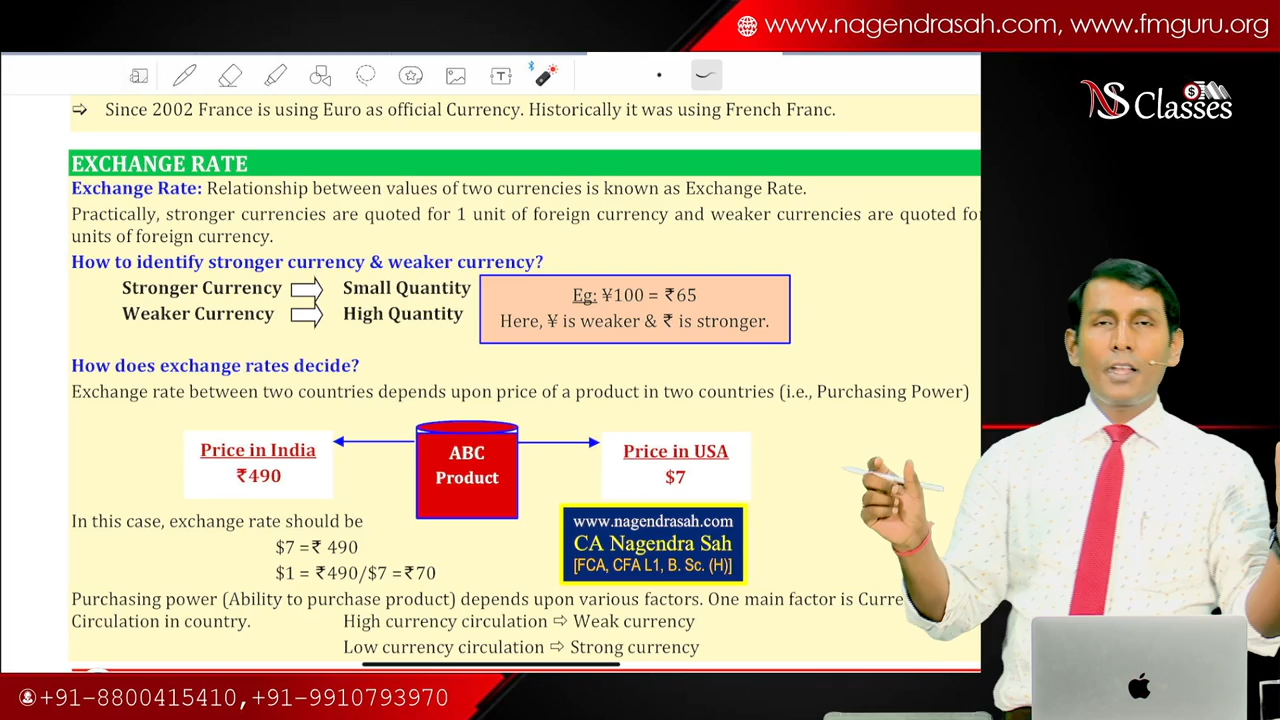 www.nagendrasah.com, www.fmguru.org
NS Classes
⇨ Since 2002 France is using Euro as official Currency. Historically it was using French Franc.
EXCHANGE RATE
Exchange Rate: Relationship between values of two currencies is known as Exchange Rate.
Practically, stronger currencies are quoted for 1 unit of foreign currency and weaker currencies are quoted for
units of foreign currency.
How to identify stronger currency & weaker currency?
Stronger Currency Small Quantity
Weaker Currency High Quantity
Eg: ¥100 = ₹65
Here, ¥ is weaker & ₹ is stronger.
How does exchange rates decide?
Exchange rate between two countries depends upon price of a product in two countries (i.e., Purchasing Power)
Price in India
₹490
ABC
Product
Price in USA
$7
In this case, exchange rate should be
$7 =₹ 490
$1 = ₹490/$7 =₹70
www.nagendrasah.com
CA Nagendra Sah
[FCA, CFA L1, B. Sc. (H)]
Purchasing power (Ability to purchase product) depends upon various factors. One main factor is Curre
Circulation in country. High currency circulation ⇨ Weak currency
Low currency circulation ⇨ Strong currency
+91-8800415410,+91-9910793970